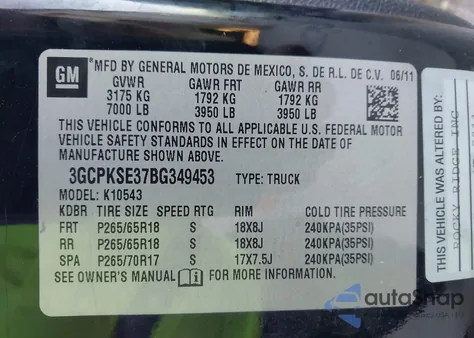 GM
MFD BY GENERAL MOTORS DE MEXICO, S. DE R.L. DE C.V. 06/11
GVWR GAWR FRT GAWR RR
3175 KG 1792 KG 1792 KG
7000 LB 3950 LB 3950 LB
THIS VEHICLE CONFORMS TO ALL APPLICABLE U.S. FEDERAL MOTOR
VEHICLE SAFETY STANDARDS IN EFFECT ON THE DATE OF
MANUFACTURE SHOWN ABOVE.
3GCPKSE37BG349453 TYPE: TRUCK
MODEL: K10543
KDBR TIRE SIZE SPEED RTG RIM COLD TIRE PRESSURE
FRT P265/65R18 S 18X8J 240KPA(35PSI)
RR P265/65R18 S 18X8J 240KPA(35PSI)
SPA P265/70R17 S 17X7.5J 240KPA(35PSI)
SEE OWNER'S MANUAL FOR MORE INFORMATION.
THIS VEHICLE WAS ALTERED BY:
ROCKY RIDGE INC
autoSnap